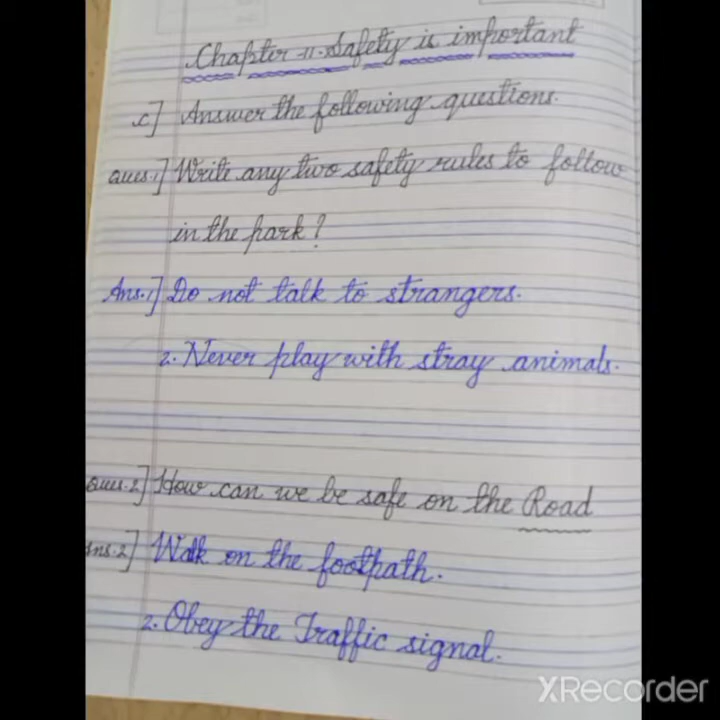 Chapter-11. Safety is important
c] Answer the following questions.
Ques.1] Write any two safety rules to follow
in the park?
Ans.1] Do not talk to strangers.
2. Never play with stray animals.
Ques.2] How can we be safe on the Road
Ans.2] Walk on the footpath.
2. Obey the Traffic signal.
XRecorder